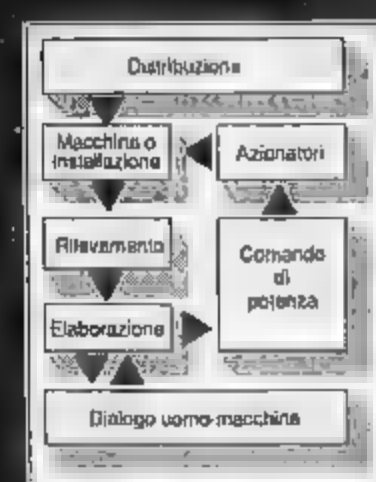 Distribuzione
Macchina o
installazione
Azionatori
Rilevamento
Comando
di
potenza
Elaborazione
Dialogo uomo-macchina